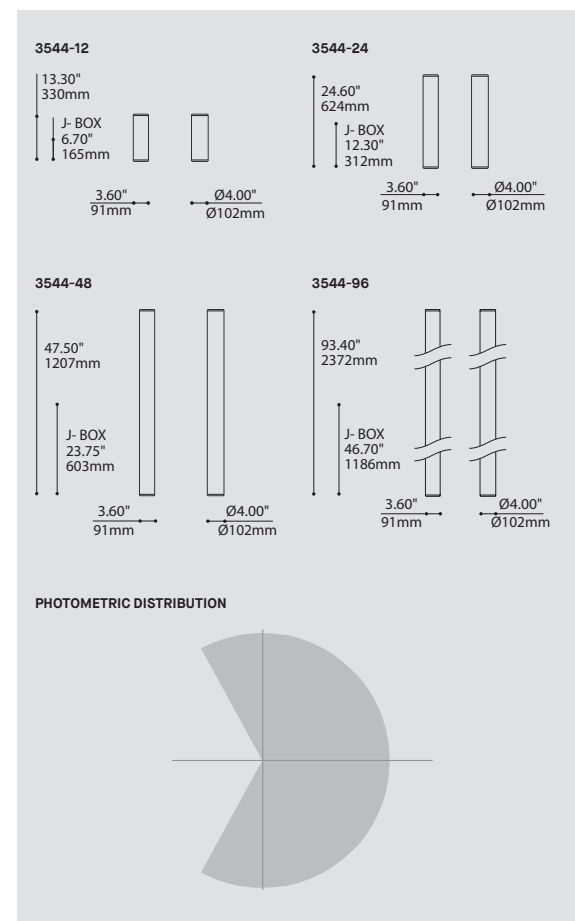 3544-12
13.30"
330mm
J- BOX
6.70"
165mm
3.60"
91mm
Ø4.00"
Ø102mm
3544-24
24.60"
624mm
J- BOX
12.30"
312mm
3.60"
91mm
Ø4.00"
Ø102mm
3544-48
47.50"
1207mm
J- BOX
23.75"
603mm
3.60"
91mm
Ø4.00"
Ø102mm
3544-96
93.40"
2372mm
J- BOX
46.70"
1186mm
3.60"
91mm
Ø4.00"
Ø102mm
PHOTOMETRIC DISTRIBUTION